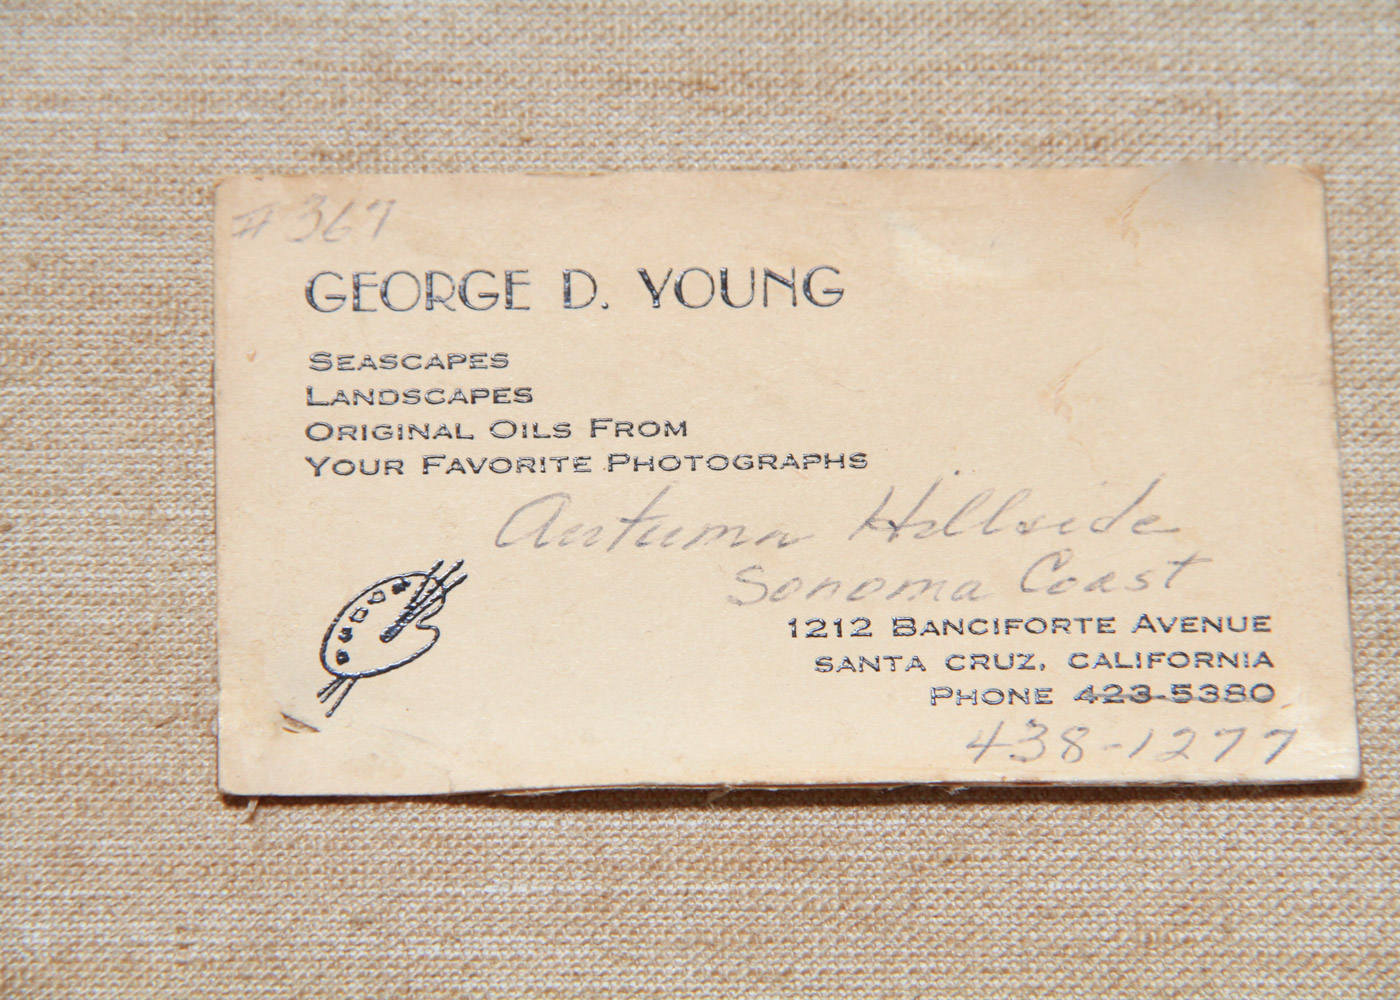 #367
GEORGE D. YOUNG
SEASCAPES
LANDSCAPES
ORIGINAL OILS FROM
YOUR FAVORITE PHOTOGRAPHS
Autumn Hillside
Sonoma Coast
1212 BANCIFORTE AVENUE
SANTA CRUZ, CALIFORNIA
PHONE 423-5380
438-1277